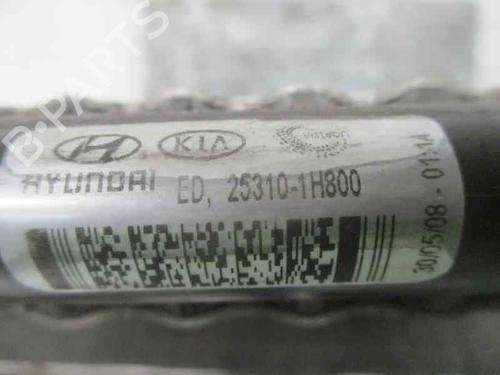 B-PARTS
KIA
Visteon
HYUNDAI ED, 25310-1H800
30/05/08 - 01:14